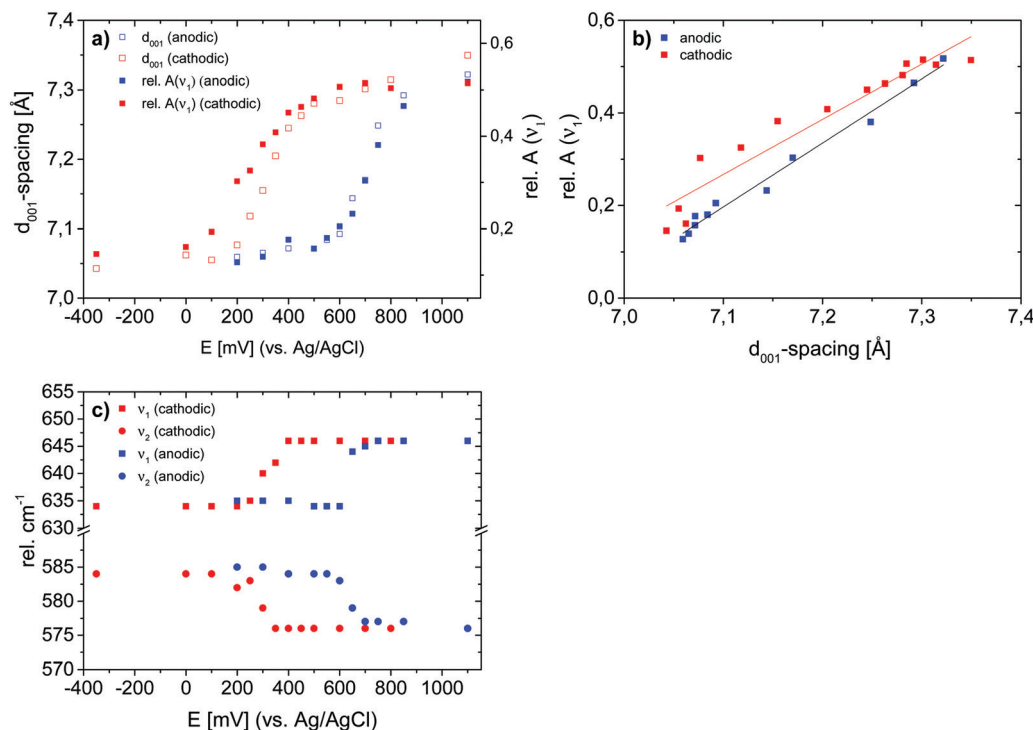 a)
d₀₀₁ (anodic)
d₀₀₁ (cathodic)
rel. A(ν₁) (anodic)
rel. A(ν₁) (cathodic)
7,4
7,3
7,2
7,1
7,0
d₀₀₁-spacing [Å]
0,6
0,4
0,2
rel. A (ν₁)
-400 -200 0 200 400 600 800 1000
E [mV] (vs. Ag/AgCl)
b)
anodic
cathodic
0,6
0,4
0,2
0,0
rel. A (ν₁)
7,0 7,1 7,2 7,3 7,4
d₀₀₁-spacing [Å]
c)
ν₁ (cathodic)
ν₂ (cathodic)
ν₁ (anodic)
ν₂ (anodic)
655
650
645
640
635
630
585
580
575
570
rel. cm⁻¹
-400 -200 0 200 400 600 800 1000
E [mV] (vs. Ag/AgCl)